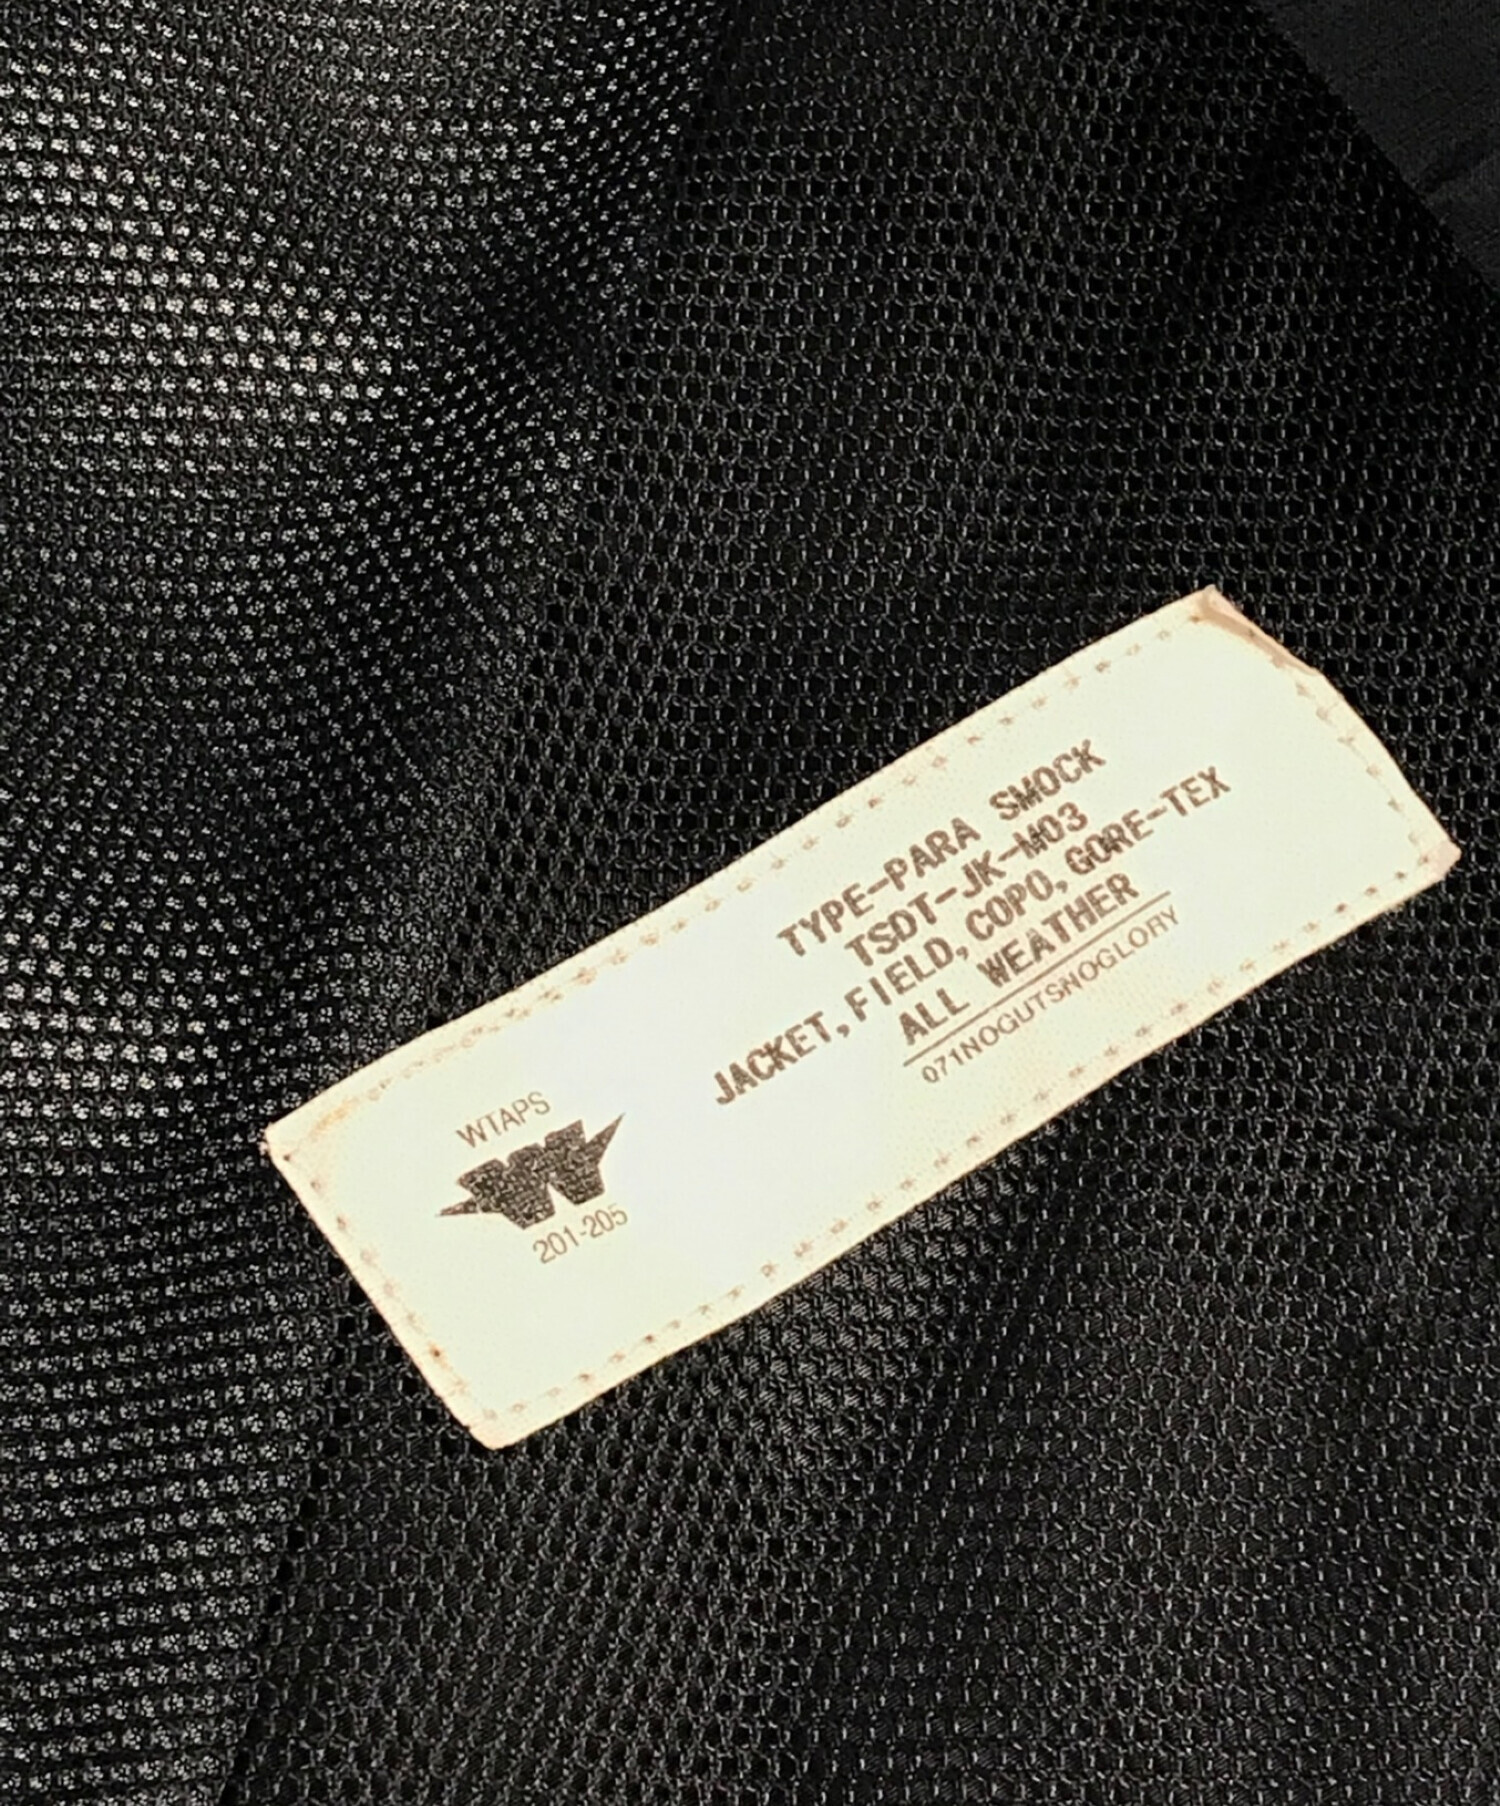 WTAPS
W
201-205
TYPE-PARA SMOCK
TSDT-JK-M03
JACKET, FIELD, COPO, GORE-TEX
ALL WEATHER
071NOGUTSNOGLORY